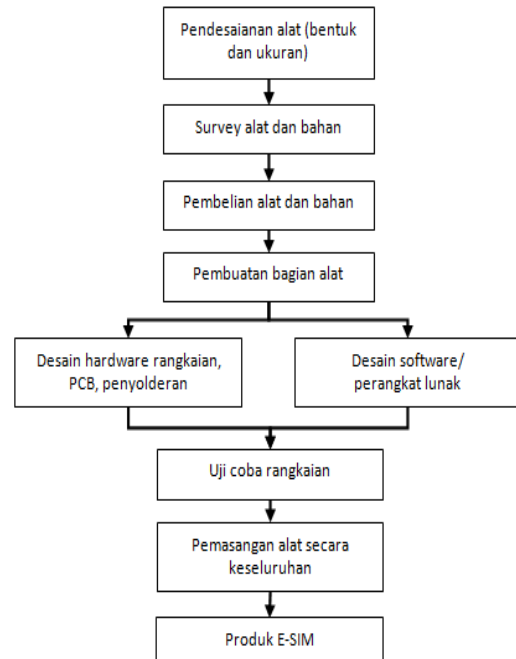 Pendesaianan alat (bentuk
dan ukuran)
Survey alat dan bahan
Pembelian alat dan bahan
Pembuatan bagian alat
Desain hardware rangkaian,
PCB, penyolderan
Desain software/
perangkat lunak
Uji coba rangkaian
Pemasangan alat secara
keseluruhan
Produk E-SIM